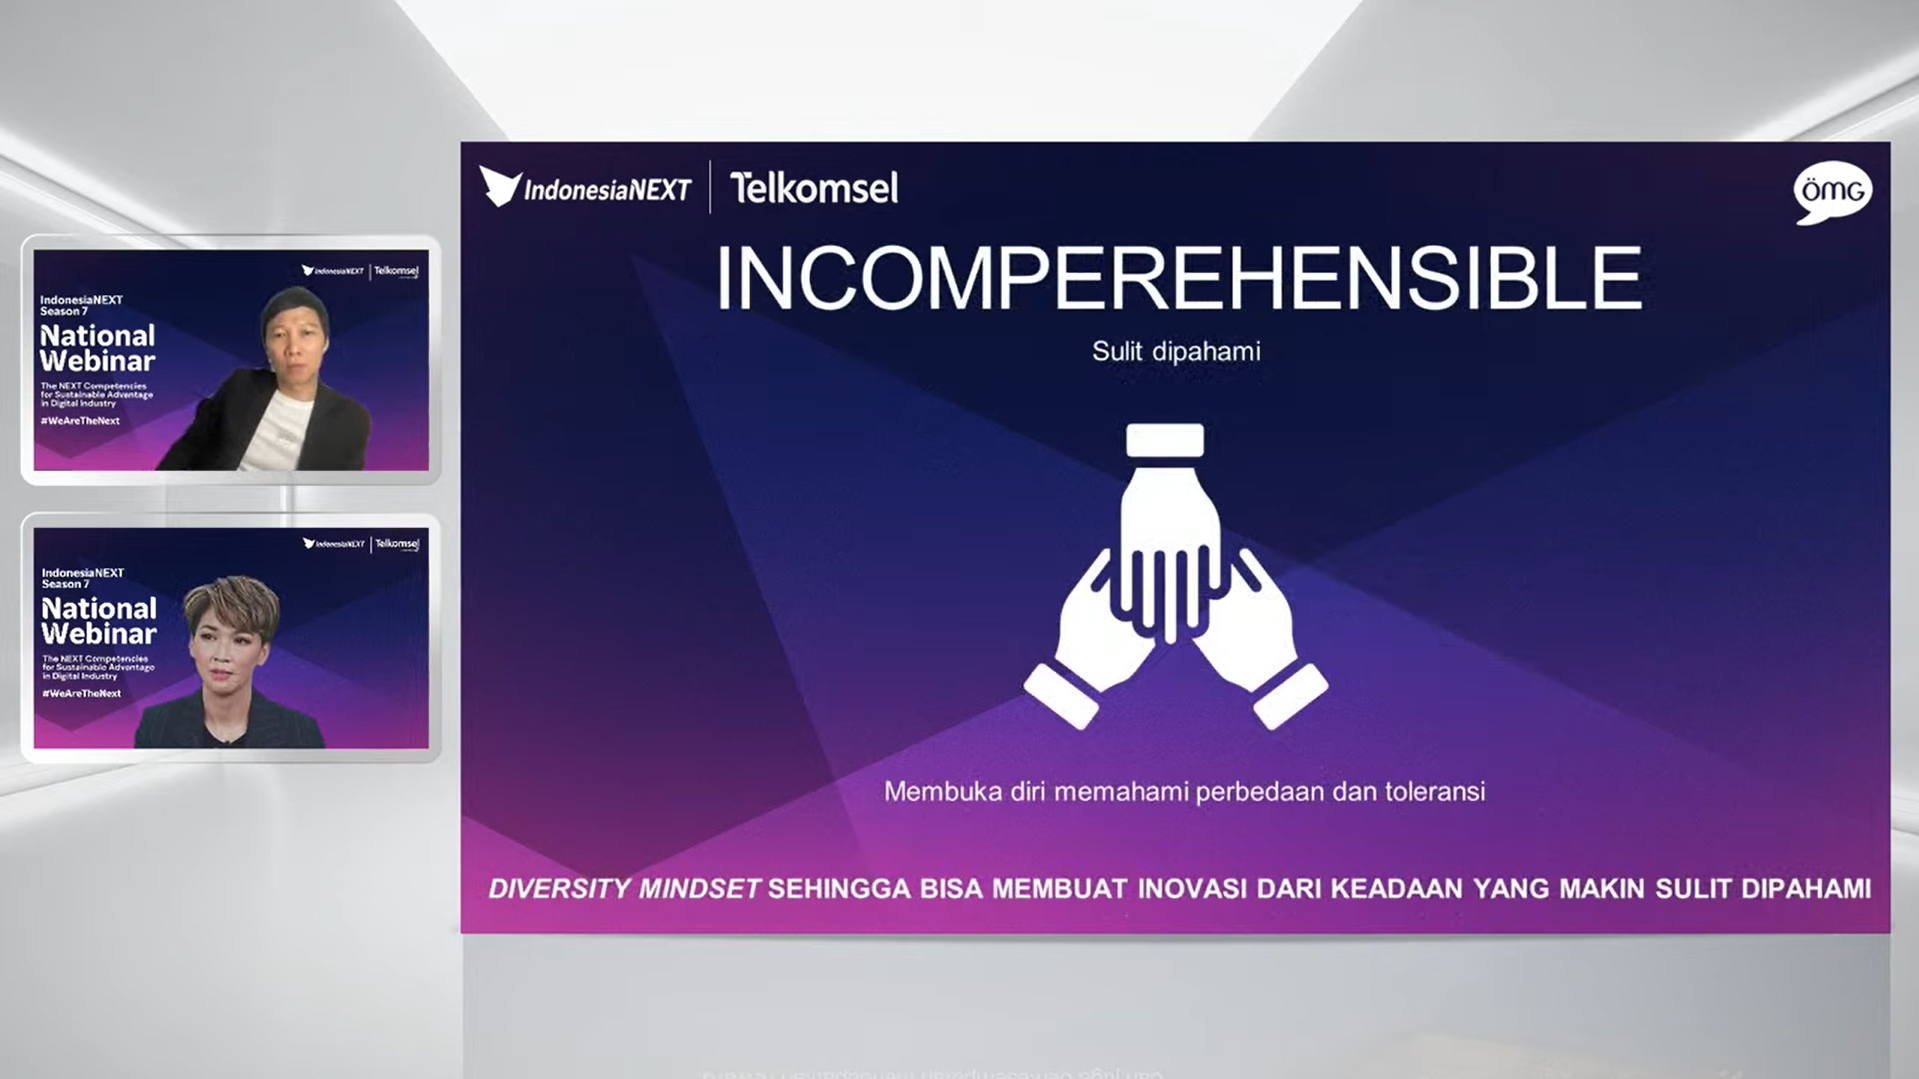 IndonesiaNEXT | Telkomsel
IndonesiaNEXT
Season 7
National
Webinar
The NEXT Competencies
for Sustainable Advantage
in Digital Industry
#WeAreTheNext
IndonesiaNEXT | Telkomsel
IndonesiaNEXT
Season 7
National
Webinar
The NEXT Competencies
for Sustainable Advantage
in Digital Industry
#WeAreTheNext
IndonesiaNEXT | Telkomsel
ÖMG
INCOMPEREHENSIBLE
Sulit dipahami
Membuka diri memahami perbedaan dan toleransi
DIVERSITY MINDSET SEHINGGA BISA MEMBUAT INOVASI DARI KEADAAN YANG MAKIN SULIT DIPAHAMI